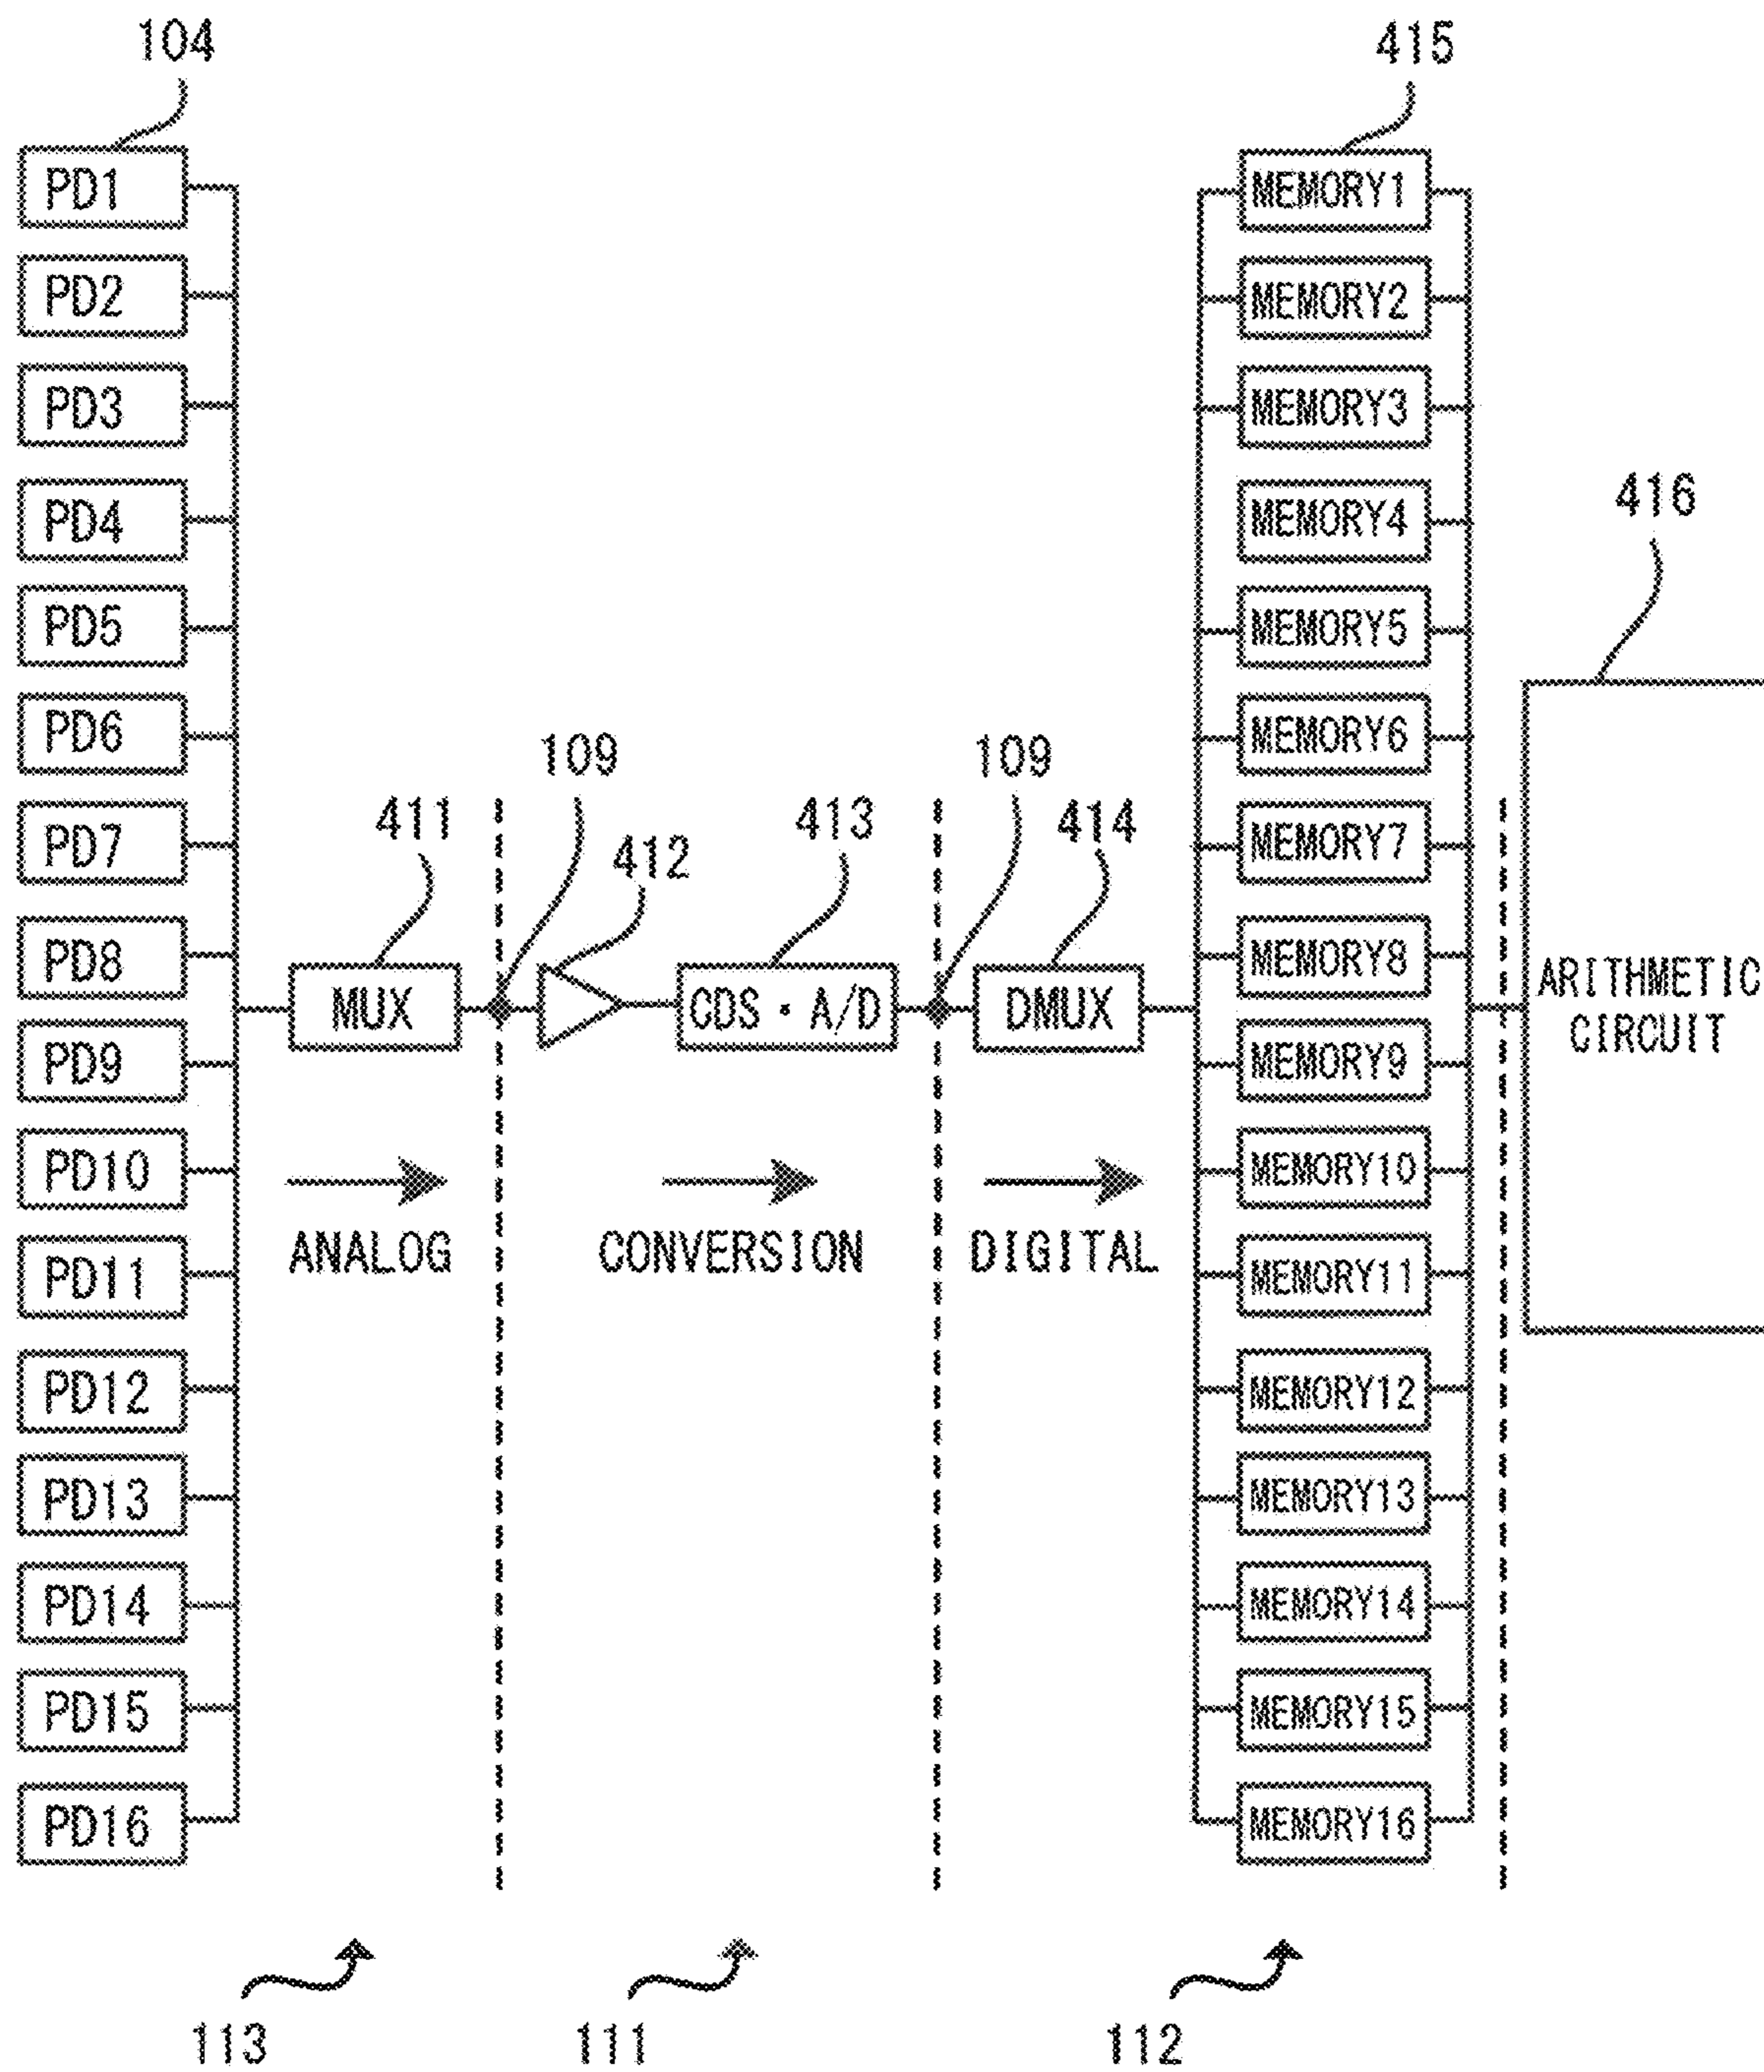 104
415
PD1
MEMORY1
PD2
MEMORY2
PD3
MEMORY3
416
PD4
MEMORY4
PD5
MEMORY5
PD6
MEMORY6
109
109
411
413
414
PD7
MEMORY7
412
PD8
MEMORY8
MUX
CDS・A/D
DMUX
ARITHMETIC
CIRCUIT
PD9
MEMORY9
PD10
MEMORY10
ANALOG
CONVERSION
DIGITAL
PD11
MEMORY11
PD12
MEMORY12
PD13
MEMORY13
PD14
MEMORY14
PD15
MEMORY15
PD16
MEMORY16
113
111
112